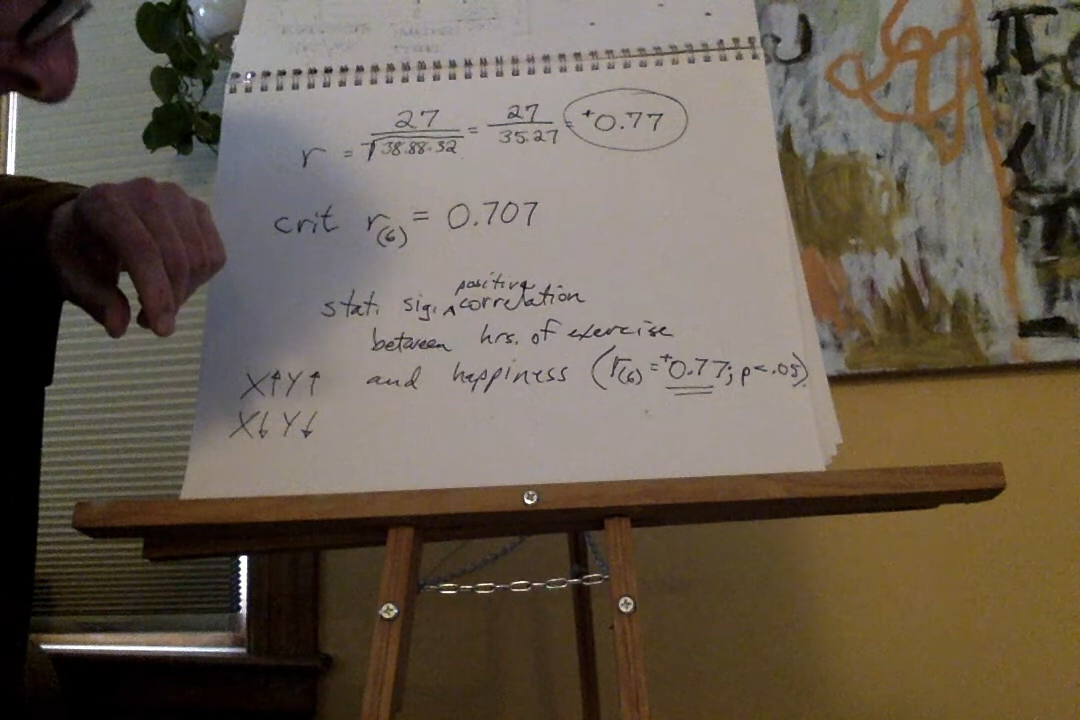 r = 27 / √38.88·32 = 27 / 35.27 = +0.77
crit r(6) = 0.707
stat. sig. ^ positive correlation
between hrs. of exercise
X↑Y↑ and happiness (r(6) = +0.77; p<.05)
X↓Y↓